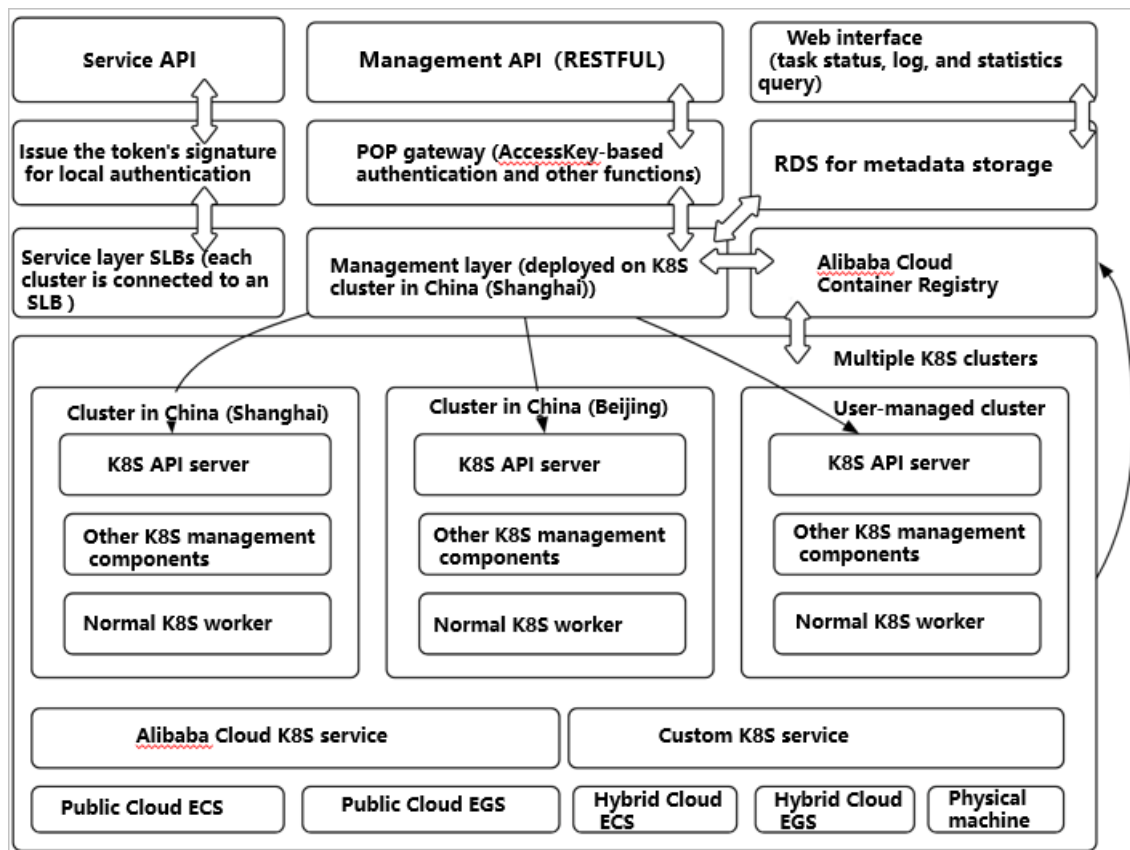 Service API
Management API (RESTFUL)
Web interface
(task status, log, and statistics
query)
Issue the token's signature
for local authentication
POP gateway (AccessKey-based
authentication and other functions)
RDS for metadata storage
Service layer SLBs (each
cluster is connected to an
SLB )
Management layer (deployed on K8S
cluster in China (Shanghai))
Alibaba Cloud
Container Registry
Multiple K8S clusters
Cluster in China (Shanghai)
K8S API server
Other K8S management
components
Normal K8S worker
Cluster in China (Beijing)
K8S API server
Other K8S management
components
Normal K8S worker
User-managed cluster
K8S API server
Other K8S management
components
Normal K8S worker
Alibaba Cloud K8S service
Custom K8S service
Public Cloud ECS
Public Cloud EGS
Hybrid Cloud
ECS
Hybrid Cloud
EGS
Physical
machine